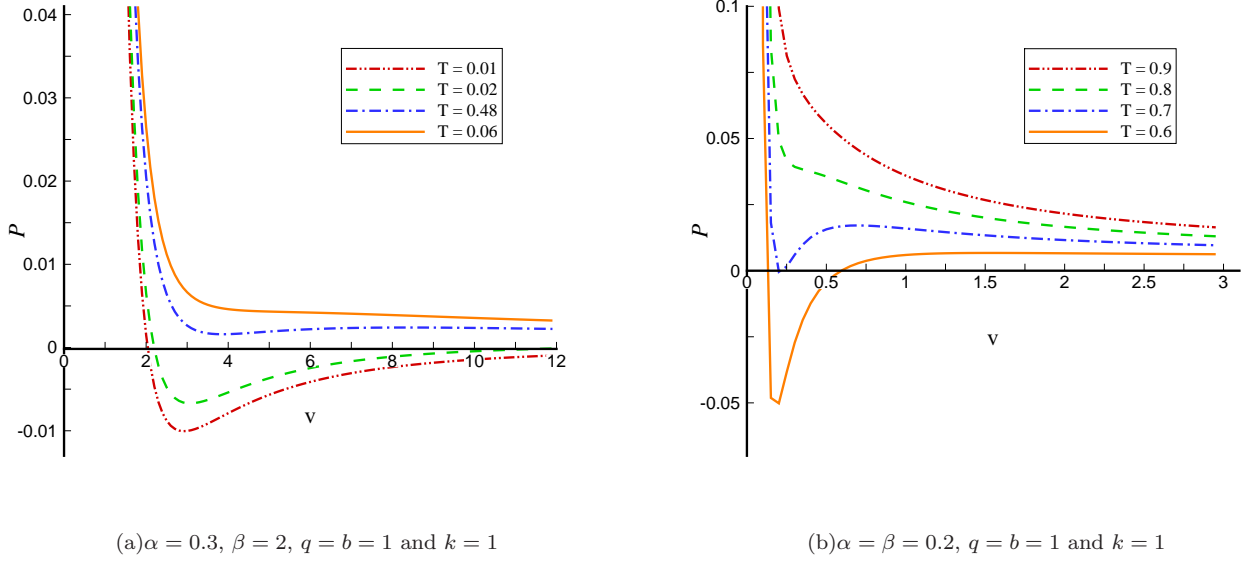 0.04
0.03
0.02
0.01
0
-0.01
P
0 2 4 6 8 10 12
v
T = 0.01
T = 0.02
T = 0.48
T = 0.06
(a)α = 0.3, β = 2, q = b = 1 and k = 1
0.1
0.05
0
-0.05
P
0 0.5 1 1.5 2 2.5 3
v
T = 0.9
T = 0.8
T = 0.7
T = 0.6
(b)α = β = 0.2, q = b = 1 and k = 1